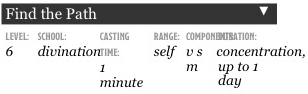 Find the Path
LEVEL: SCHOOL: CASTING TIME: RANGE: COMPONENTS: DURATION:
6 divination 1 minute self v s m concentration, up to 1 day